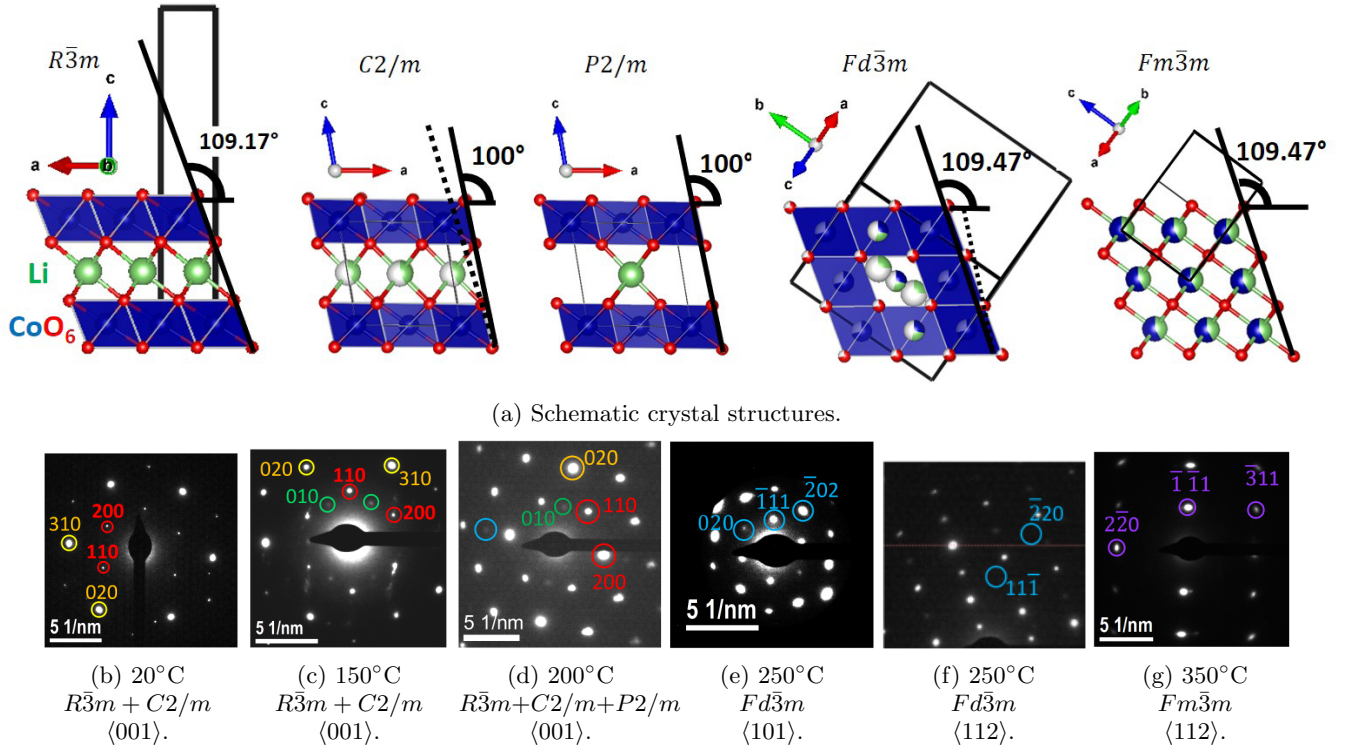 R3̅m
C2/m
P2/m
Fd3̅m
Fm3̅m
c
a
b
109.17°
c
a
100°
c
a
100°
b
a
c
109.47°
c
b
a
109.47°
Li
CoO₆
(a) Schematic crystal structures.
200
310
110
020
5 1/nm
020
110
310
010
200
5 1/nm
020
010
110
200
5 1/nm
1̅11
2̅02
020
5 1/nm
2̅20
111̅
1̅1̅11
3̅11
22̅0
5 1/nm
(b) 20°C
R3̅m + C2/m
⟨001⟩.
(c) 150°C
R3̅m + C2/m
⟨001⟩.
(d) 200°C
R3̅m+C2/m+P2/m
⟨001⟩.
(e) 250°C
Fd3̅m
⟨101⟩.
(f) 250°C
Fd3̅m
⟨112⟩.
(g) 350°C
Fm3̅m
⟨112⟩.